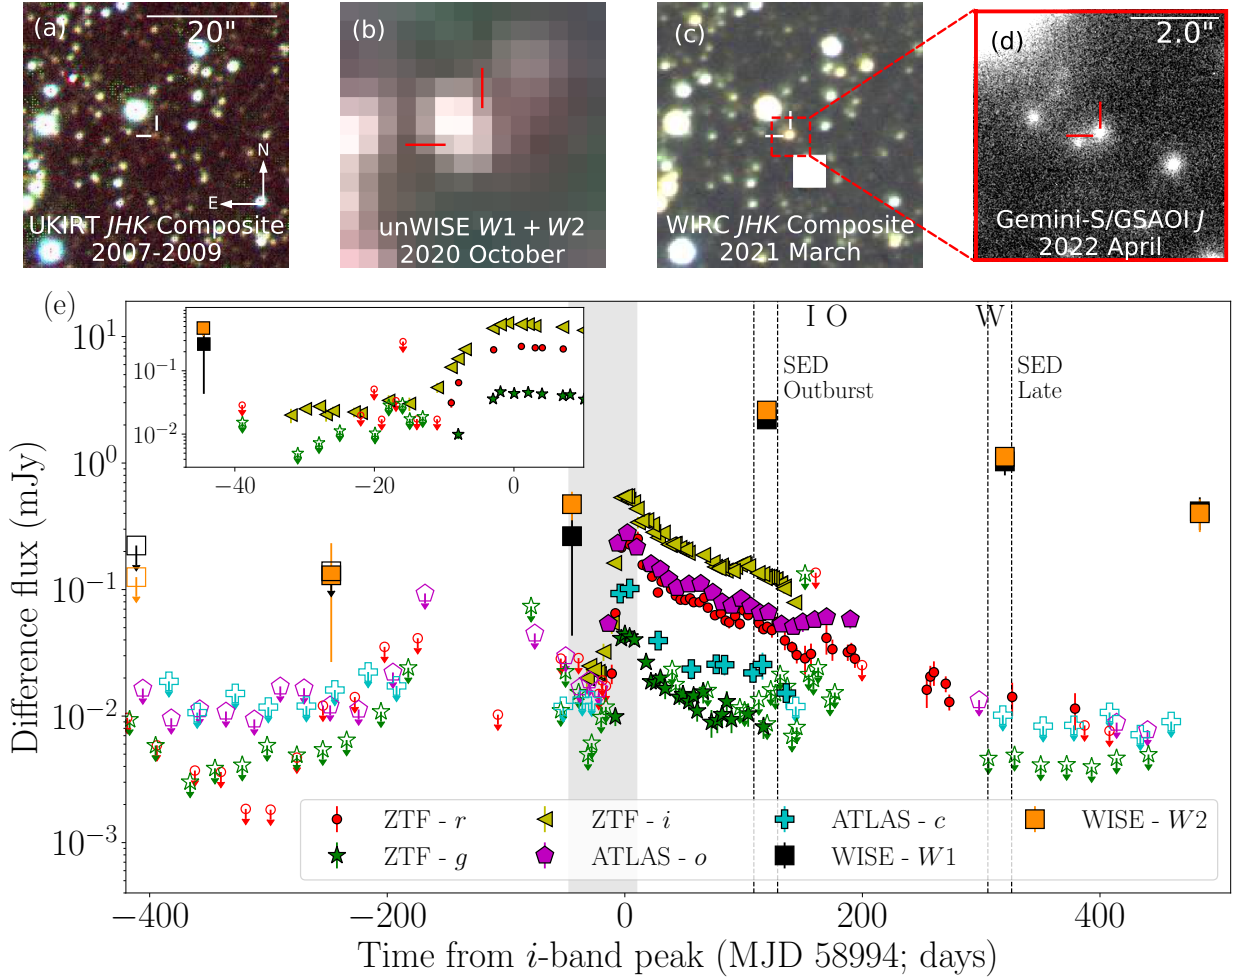 (a)
20"
N
E
UKIRT JHK Composite
2007-2009
(b)
unWISE W1 + W2
2020 October
(c)
WIRC JHK Composite
2021 March
(d)
2.0"
Gemini-S/GSAOI J
2022 April
(e)
I O W
SED
Outburst
SED
Late
10^1
10^0
10^−1
10^−2
10^−3
10^−1
10^−2
−40 −20 0
Difference flux (mJy)
ZTF - r
ZTF - g
ZTF - i
ATLAS - o
ATLAS - c
WISE - W1
WISE - W2
−400 −200 0 200 400
Time from i-band peak (MJD 58994; days)